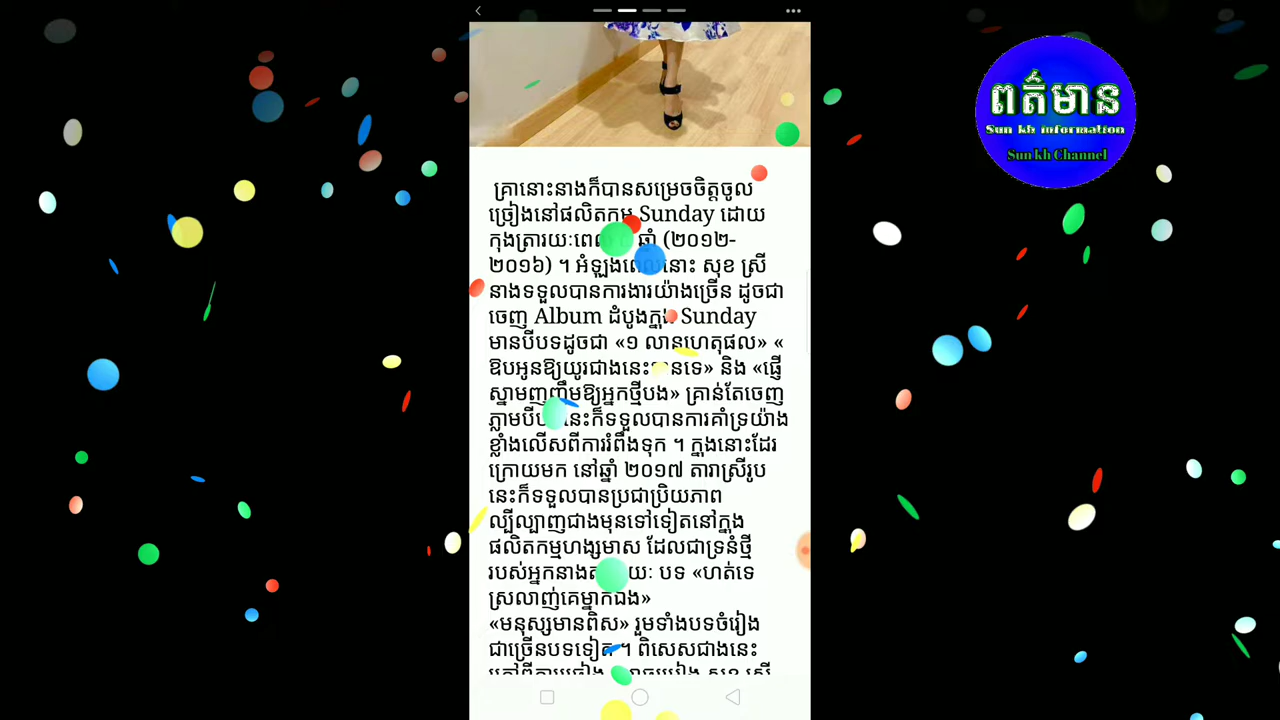 ពត៌មាន
Sun kh information
Sun kh Channel
គ្រានោះនាងក៏បានសម្រេចចិត្តចូល
ច្រៀងនៅផលិតកម្ម Sunday ដោយ
កុងត្រារយៈពេល ឆ្នាំ (២០១២-
២០១៦) ។ អំឡុងពេលនោះ សុខ ស្រី
នាងទទួលបានការងារយ៉ាងច្រើន ដូចជា
ចេញ Album ដំបូងក្នុង Sunday
មានបីបទដូចជា «១ លានហេតុផល» «
ឱបអូនឱ្យយូរជាងនេះបានទេ» និង «ផ្ញើ
ស្នាមញញឹមឱ្យអ្នកថ្មីបង» គ្រាន់តែចេញ
ភ្លាមបីបទនេះក៏ទទួលបានការគាំទ្រយ៉ាង
ខ្លាំងលើសពីការរំពឹងទុក ។ ក្នុងនោះដែរ
ក្រោយមក នៅឆ្នាំ ២០១៧ តារាស្រីរូប
នេះក៏ទទួលបានប្រជាប្រិយភាព
ល្បីល្បាញជាងមុនទៅទៀតនៅក្នុង
ផលិតកម្មហង្សមាស ដែលជាទ្រនំថ្មី
របស់អ្នកនាងតាមរយៈ បទ «ហត់ទេ
ស្រលាញ់គេម្នាក់ឯង»
«មនុស្សមានពិស» រួមទាំងបទចំរៀង
ជាច្រើនបទទៀត ។ ពិសេសជាងនេះ